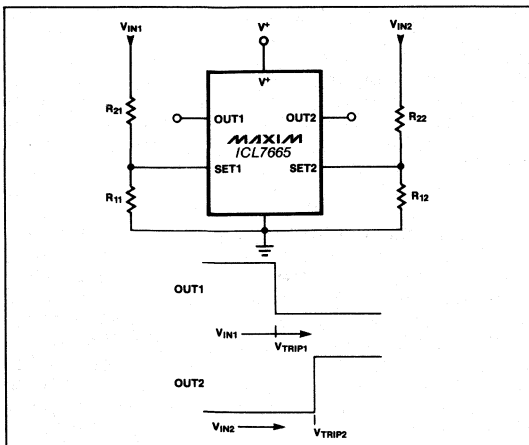 VIN1 V+ VIN2
V+
R21 OUT1 OUT2 R22
MAXIM
ICL7665
SET1 SET2
R11 R12
OUT1
VIN1
VTRIP1
OUT2
VIN2
VTRIP2